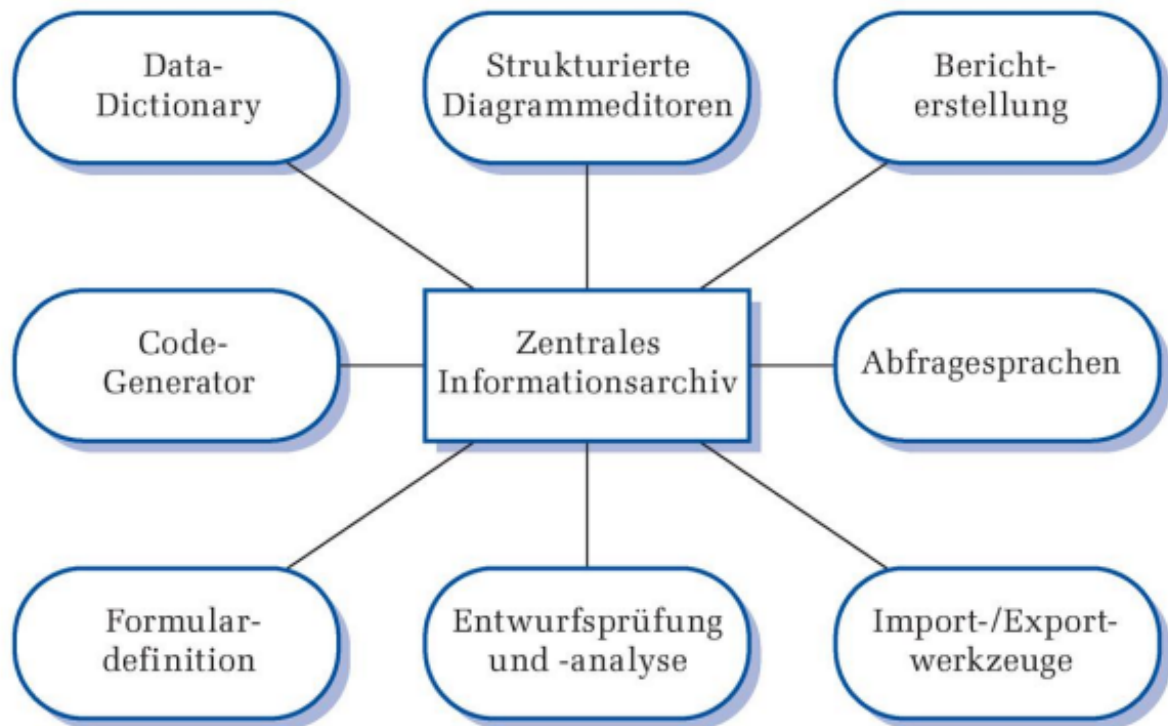 Data-
Dictionary
Strukturierte
Diagrammeditoren
Bericht-
erstellung
Code-
Generator
Zentrales
Informationsarchiv
Abfragesprachen
Formular-
definition
Entwurfsprüfung
und -analyse
Import-/Export-
werkzeuge